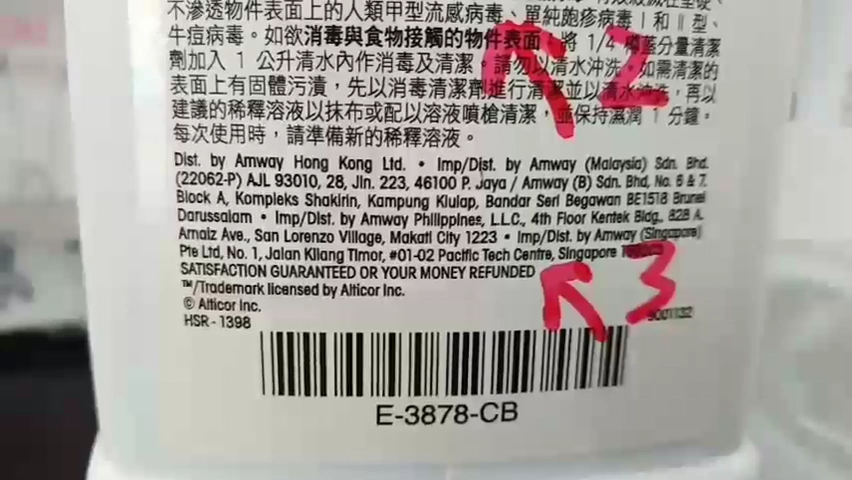 不滲透物件表面上的人類甲型流感病毒、單純皰疹病毒 I 和 II 型、
牛痘病毒。如欲消毒與食物接觸的物件表面，將 1/4 樽蓋分量清潔
劑加入 1 公升清水內作消毒及清潔。請勿以清水沖洗。如需清潔的
表面上有固體污漬，先以消毒清潔劑進行清潔並以清水沖洗，再以
建議的稀釋溶液以抹布或配以溶液噴槍清潔，並保持濕潤 1 分鐘。
每次使用時，請準備新的稀釋溶液。
2
Dist. by Amway Hong Kong Ltd. • Imp/Dist. by Amway (Malaysia) Sdn. Bhd.
(22062-P) AJL 93010, 28, Jln. 223, 46100 P. Jaya / Amway (B) Sdn. Bhd, No. 6 & 7,
Block A, Kompleks Shakirin, Kampung Kiulap, Bandar Seri Begawan BE1518 Brunei
Darussalam • Imp/Dist. by Amway Philippines, L.L.C., 4th Floor Kentek Bldg., 828 A.
Arnaiz Ave., San Lorenzo Village, Makati City 1223 • Imp/Dist. by Amway (Singapore)
Pte Ltd, No. 1, Jalan Kilang Timor, #01-02 Pacific Tech Centre, Singapore
SATISFACTION GUARANTEED OR YOUR MONEY REFUNDED
™/Trademark licensed by Alticor Inc.
© Alticor Inc.
HSR - 1398
3
E-3878-CB